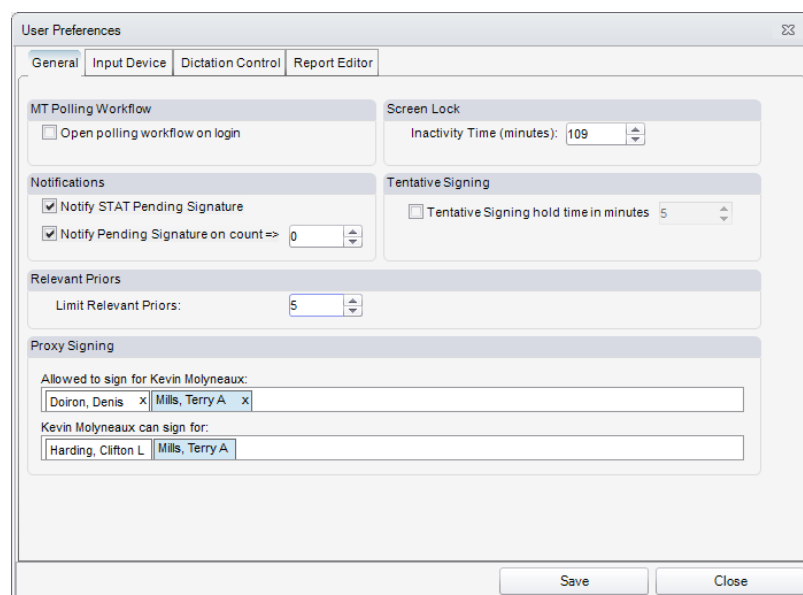 User Preferences
General Input Device Dictation Control Report Editor
MT Polling Workflow
Open polling workflow on login
Screen Lock
Inactivity Time (minutes): 109
Notifications
Notify STAT Pending Signature
Notify Pending Signature on count => 0
Tentative Signing
Tentative Signing hold time in minutes 5
Relevant Priors
Limit Relevant Priors: 5
Proxy Signing
Allowed to sign for Kevin Molyneaux:
Doiron, Denis x Mills, Terry A x
Kevin Molyneaux can sign for:
Harding, Clifton L Mills, Terry A
Save Close